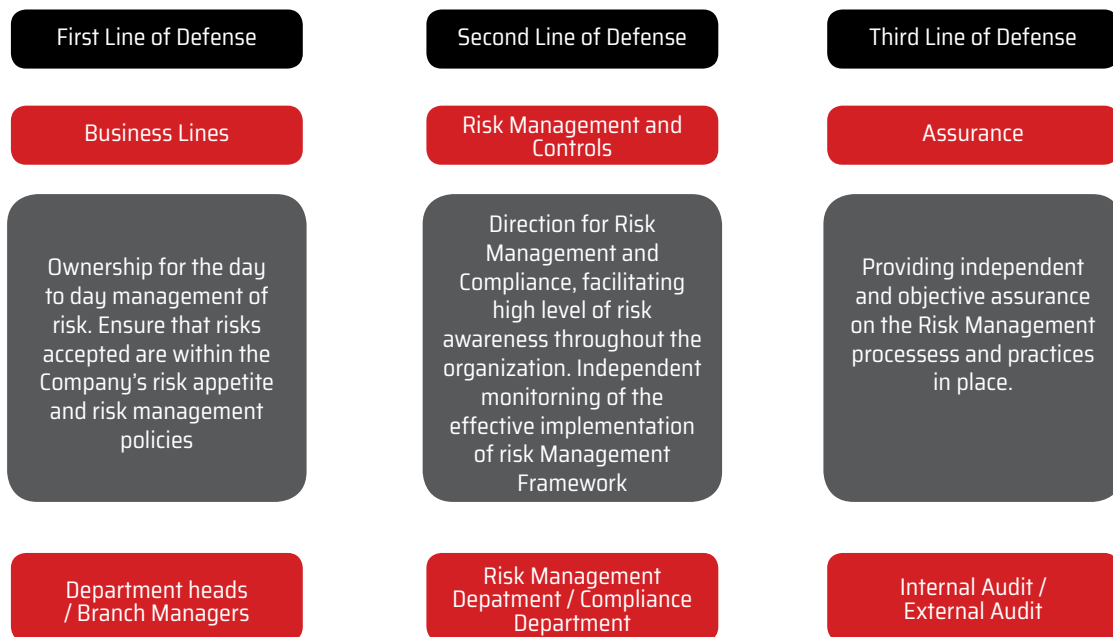 First Line of Defense
Second Line of Defense
Third Line of Defense
Business Lines
Risk Management and
Controls
Assurance
Ownership for the day
to day management of
risk. Ensure that risks
accepted are within the
Company's risk appetite
and risk management
policies
Direction for Risk
Management and
Compliance, facilitating
high level of risk
awareness throughout the
organization. Independent
monitorning of the
effective implementation
of risk Management
Framework
Providing independent
and objective assurance
on the Risk Management
processess and practices
in place.
Department heads
/ Branch Managers
Risk Management
Depatment / Compliance
Department
Internal Audit /
External Audit